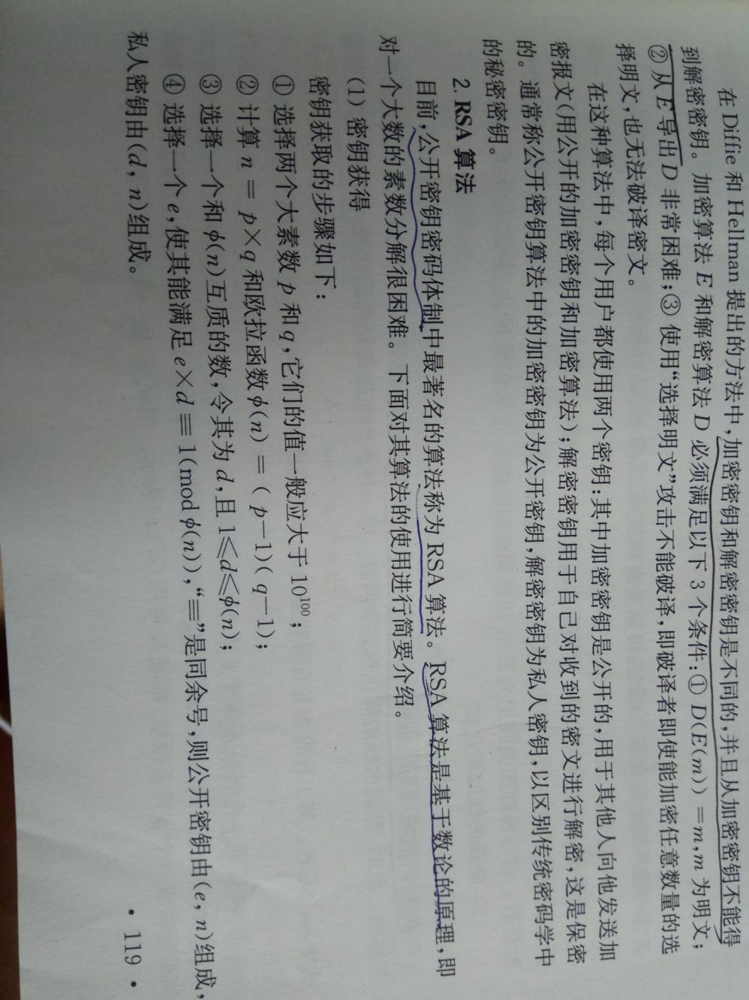 在 Diffie 和 Hellman 提出的方法中,加密密钥和解密密钥是不同的,并且从加密密钥不能得
到解密密钥。加密算法 E 和解密算法 D 必须满足以下 3 个条件:① D(E(m))=m,m 为明文;
② 从 E 导出 D 非常困难;③ 使用“选择明文”攻击不能破译,即破译者即使能加密任意数量的选
择明文,也无法破译密文。
在这种算法中,每个用户都使用两个密钥:其中加密密钥是公开的,用于其他人向他发送加
密报文(用公开的加密密钥和加密算法);解密密钥用于自己对收到的密文进行解密,这是保密
的。通常称公开密钥算法中的加密密钥为公开密钥,解密密钥为私人密钥,以区别传统密码学中
的秘密密钥。
2. RSA 算法
目前,公开密钥密码体制中最著名的算法称为 RSA 算法。RSA 算法是基于数论的原理,即
对一个大数的素数分解很困难。下面对其算法的使用进行简要介绍。
(1) 密钥获得
密钥获取的步骤如下:
① 选择两个大素数 p 和 q,它们的值一般应大于 10¹⁰⁰;
② 计算 n = p×q 和欧拉函数 φ(n) = (p−1)(q−1);
③ 选择一个和 φ(n)互质的数,令其为 d,且 1≤d≤φ(n);
④ 选择一个 e,使其能满足 e×d≡1(mod φ(n)),“≡”是同余号,则公开密钥由(e, n)组成,
私人密钥由(d, n)组成。
· 119 ·